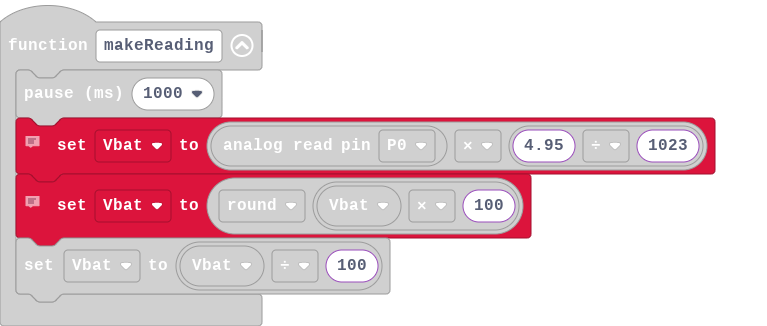 function makeReading
pause (ms) 1000
set Vbat to analog read pin P0 × 4.95 ÷ 1023
set Vbat to round Vbat × 100
set Vbat to Vbat ÷ 100